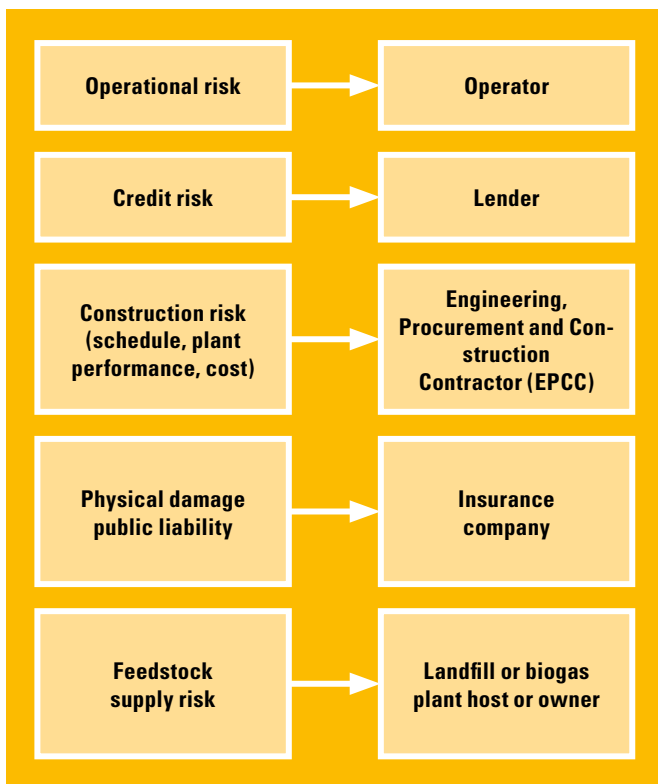 Operational risk
Operator
Credit risk
Lender
Construction risk
(schedule, plant
performance, cost)
Engineering,
Procurement and Con-
struction
Contractor (EPCC)
Physical damage
public liability
Insurance
company
Feedstock
supply risk
Landfill or biogas
plant host or owner